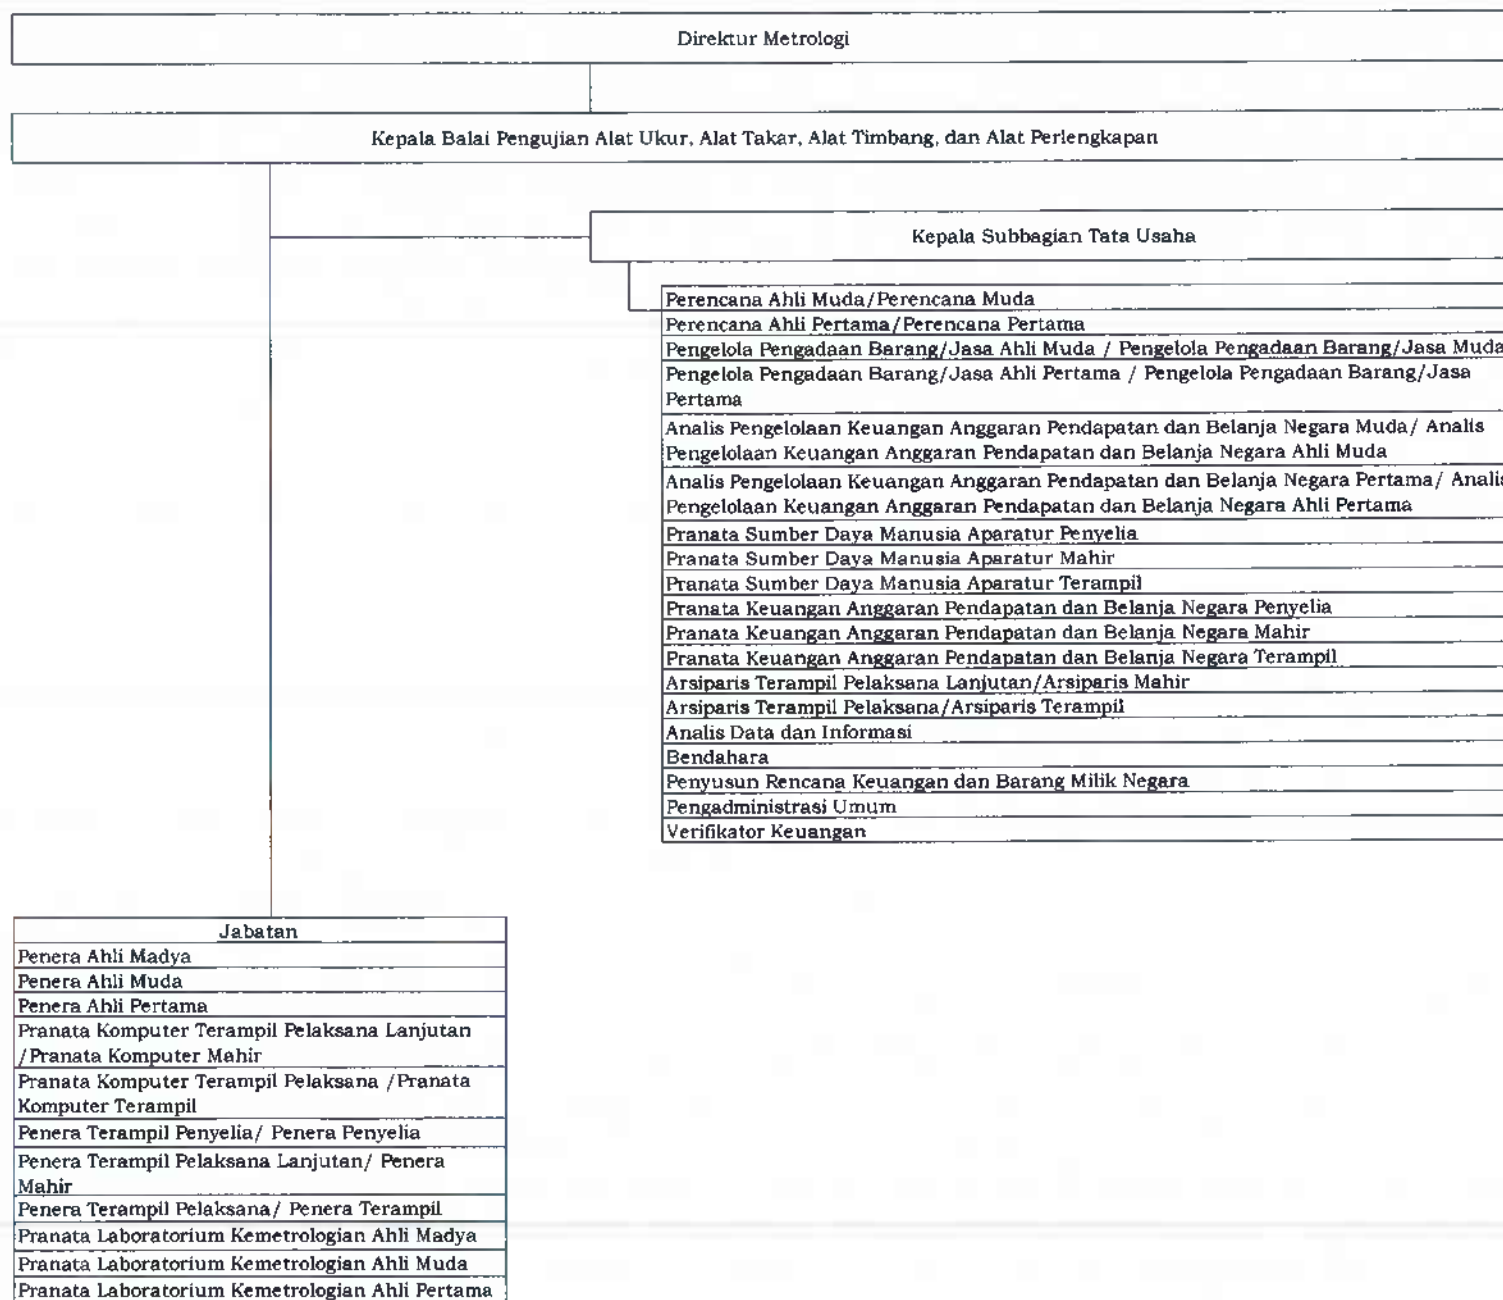 Direktur Metrologi
Kepala Balai Pengujian Alat Ukur, Alat Takar, Alat Timbang, dan Alat Perlengkapan
Kepala Subbagian Tata Usaha
Perencana Ahli Muda/Perencana Muda
Perencana Ahli Pertama/Perencana Pertama
Pengelola Pengadaan Barang/Jasa Ahli Muda / Pengelola Pengadaan Barang/Jasa Muda
Pengelola Pengadaan Barang/Jasa Ahli Pertama / Pengelola Pengadaan Barang/Jasa
Pertama
Analis Pengelolaan Keuangan Anggaran Pendapatan dan Belanja Negara Muda/ Analis
Pengelolaan Keuangan Anggaran Pendapatan dan Belanja Negara Ahli Muda
Analis Pengelolaan Keuangan Anggaran Pendapatan dan Belanja Negara Pertama/ Analis
Pengelolaan Keuangan Anggaran Pendapatan dan Belanja Negara Ahli Pertama
Pranata Sumber Daya Manusia Aparatur Penyelia
Pranata Sumber Daya Manusia Aparatur Mahir
Pranata Sumber Daya Manusia Aparatur Terampil
Pranata Keuangan Anggaran Pendapatan dan Belanja Negara Penyelia
Pranata Keuangan Anggaran Pendapatan dan Belanja Negara Mahir
Pranata Keuangan Anggaran Pendapatan dan Belanja Negara Terampil
Arsiparis Terampil Pelaksana Lanjutan/Arsiparis Mahir
Arsiparis Terampil Pelaksana/Arsiparis Terampil
Analis Data dan Informasi
Bendahara
Penyusun Rencana Keuangan dan Barang Milik Negara
Pengadministrasi Umum
Verifikator Keuangan
Jabatan
Penera Ahli Madya
Penera Ahli Muda
Penera Ahli Pertama
Pranata Komputer Terampil Pelaksana Lanjutan
/Pranata Komputer Mahir
Pranata Komputer Terampil Pelaksana /Pranata
Komputer Terampil
Penera Terampil Penyelia/ Penera Penyelia
Penera Terampil Pelaksana Lanjutan/ Penera
Mahir
Penera Terampil Pelaksana/ Penera Terampil
Pranata Laboratorium Kemetrologian Ahli Madya
Pranata Laboratorium Kemetrologian Ahli Muda
Pranata Laboratorium Kemetrologian Ahli Pertama